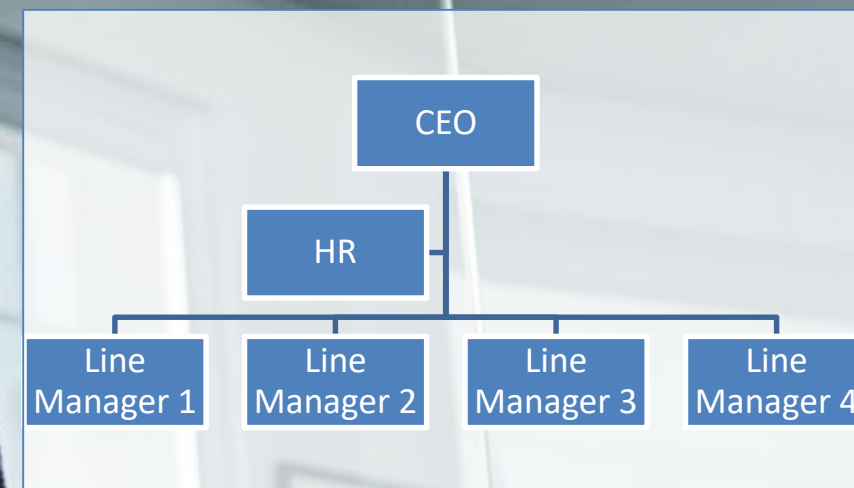 CEO
HR
Line
Manager 1
Line
Manager 2
Line
Manager 3
Line
Manager 4